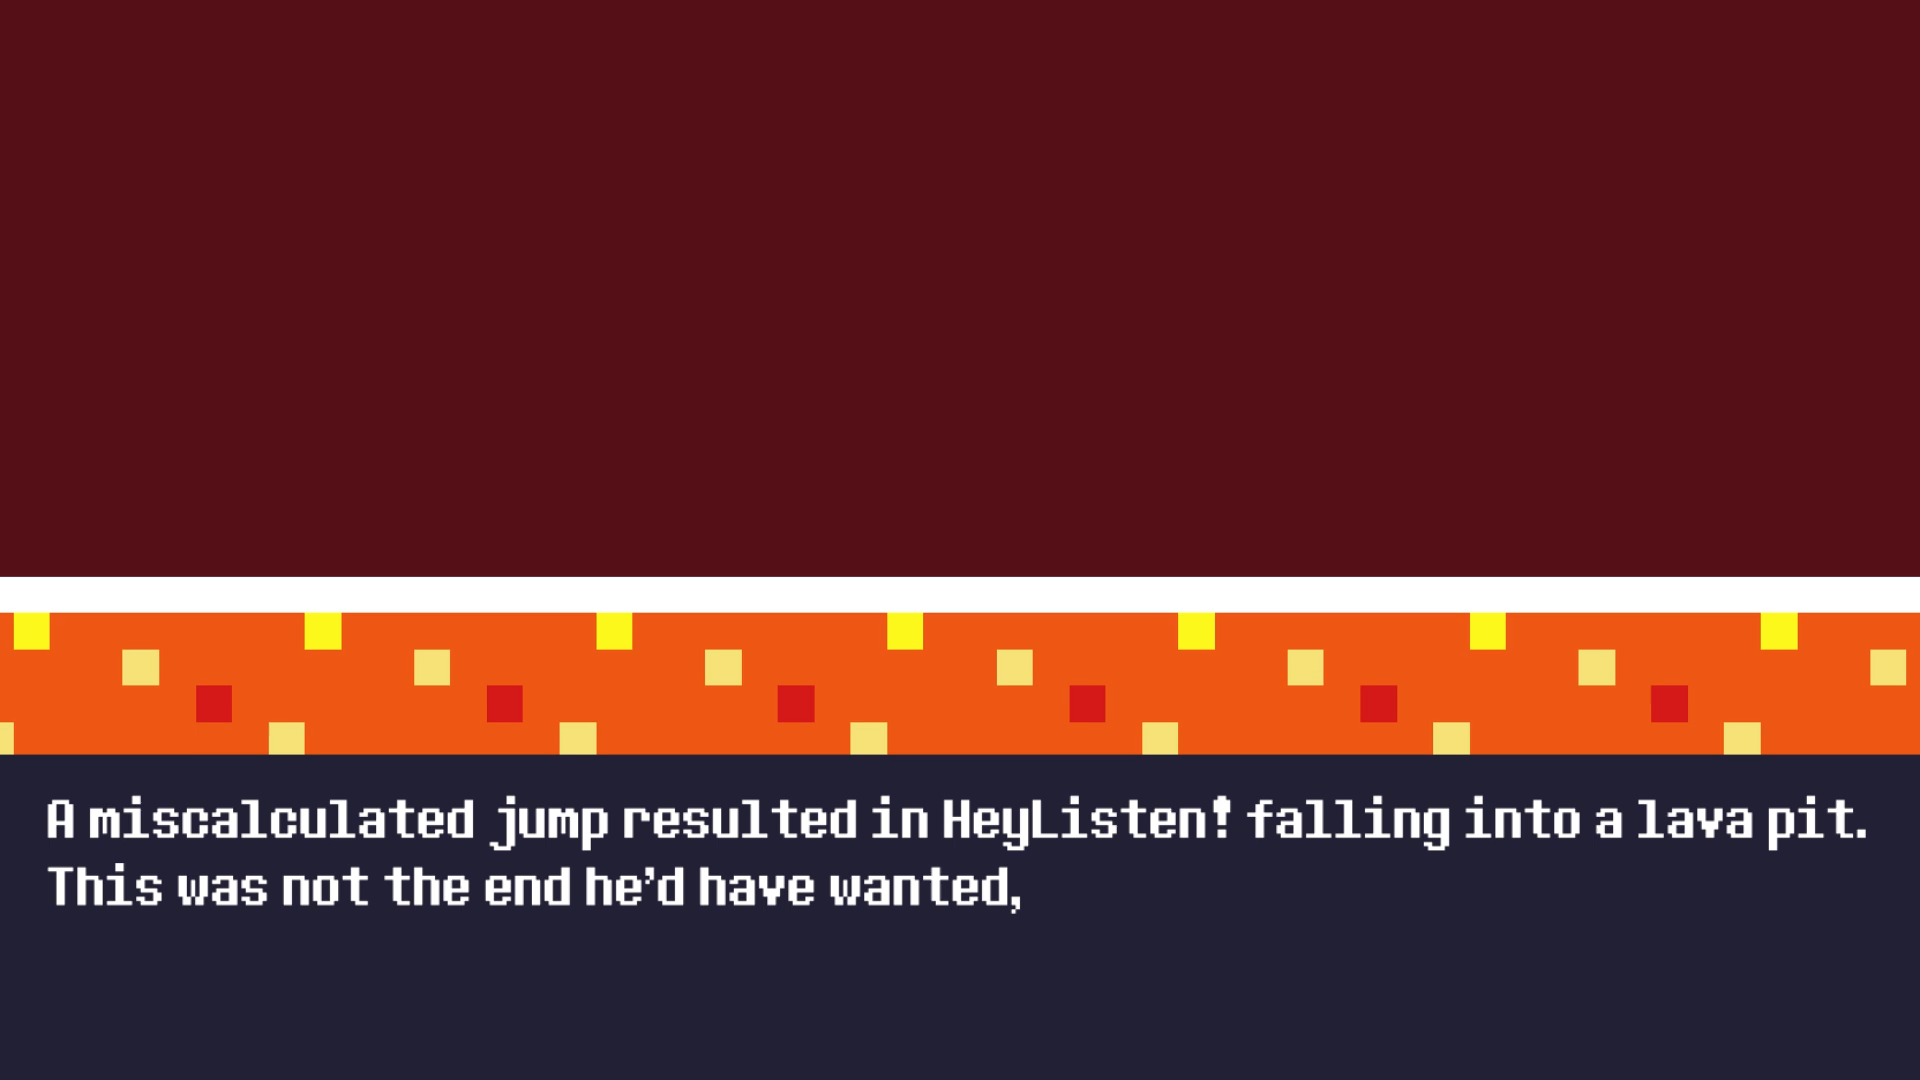 A miscalculated jump resulted in HeyListen! falling into a lava pit.
This was not the end he'd have wanted,